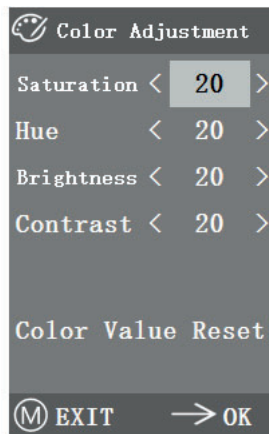 Color Adjustment
Saturation < 20 >
Hue < 20 >
Brightness < 20 >
Contrast < 20 >
Color Value Reset
M EXIT → OK